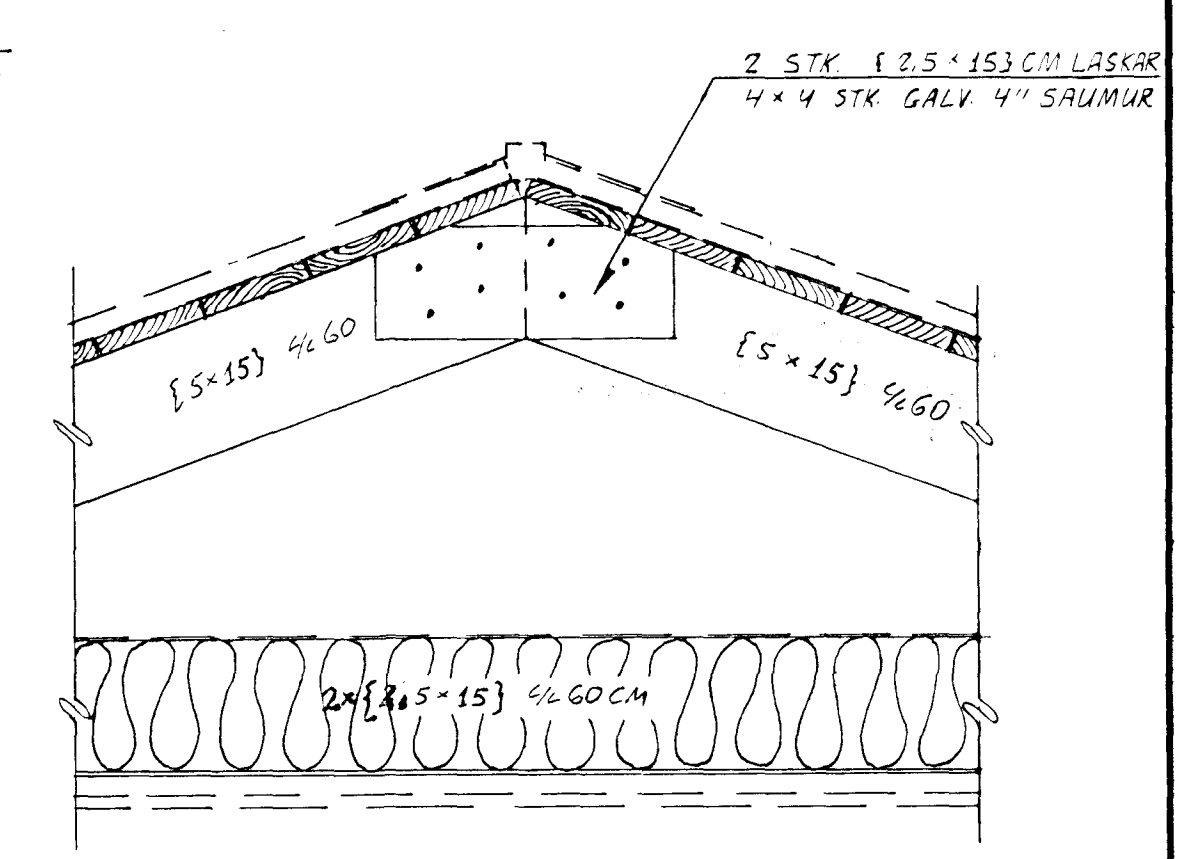 2 STK. { 2,5 × 15} CM LASKAR
4 × 4 STK. GALV. 4" SAUMUR
{5×15} c/c 60
{5 × 15} c/c 60
2×{2,5×15} c/c 60 CM